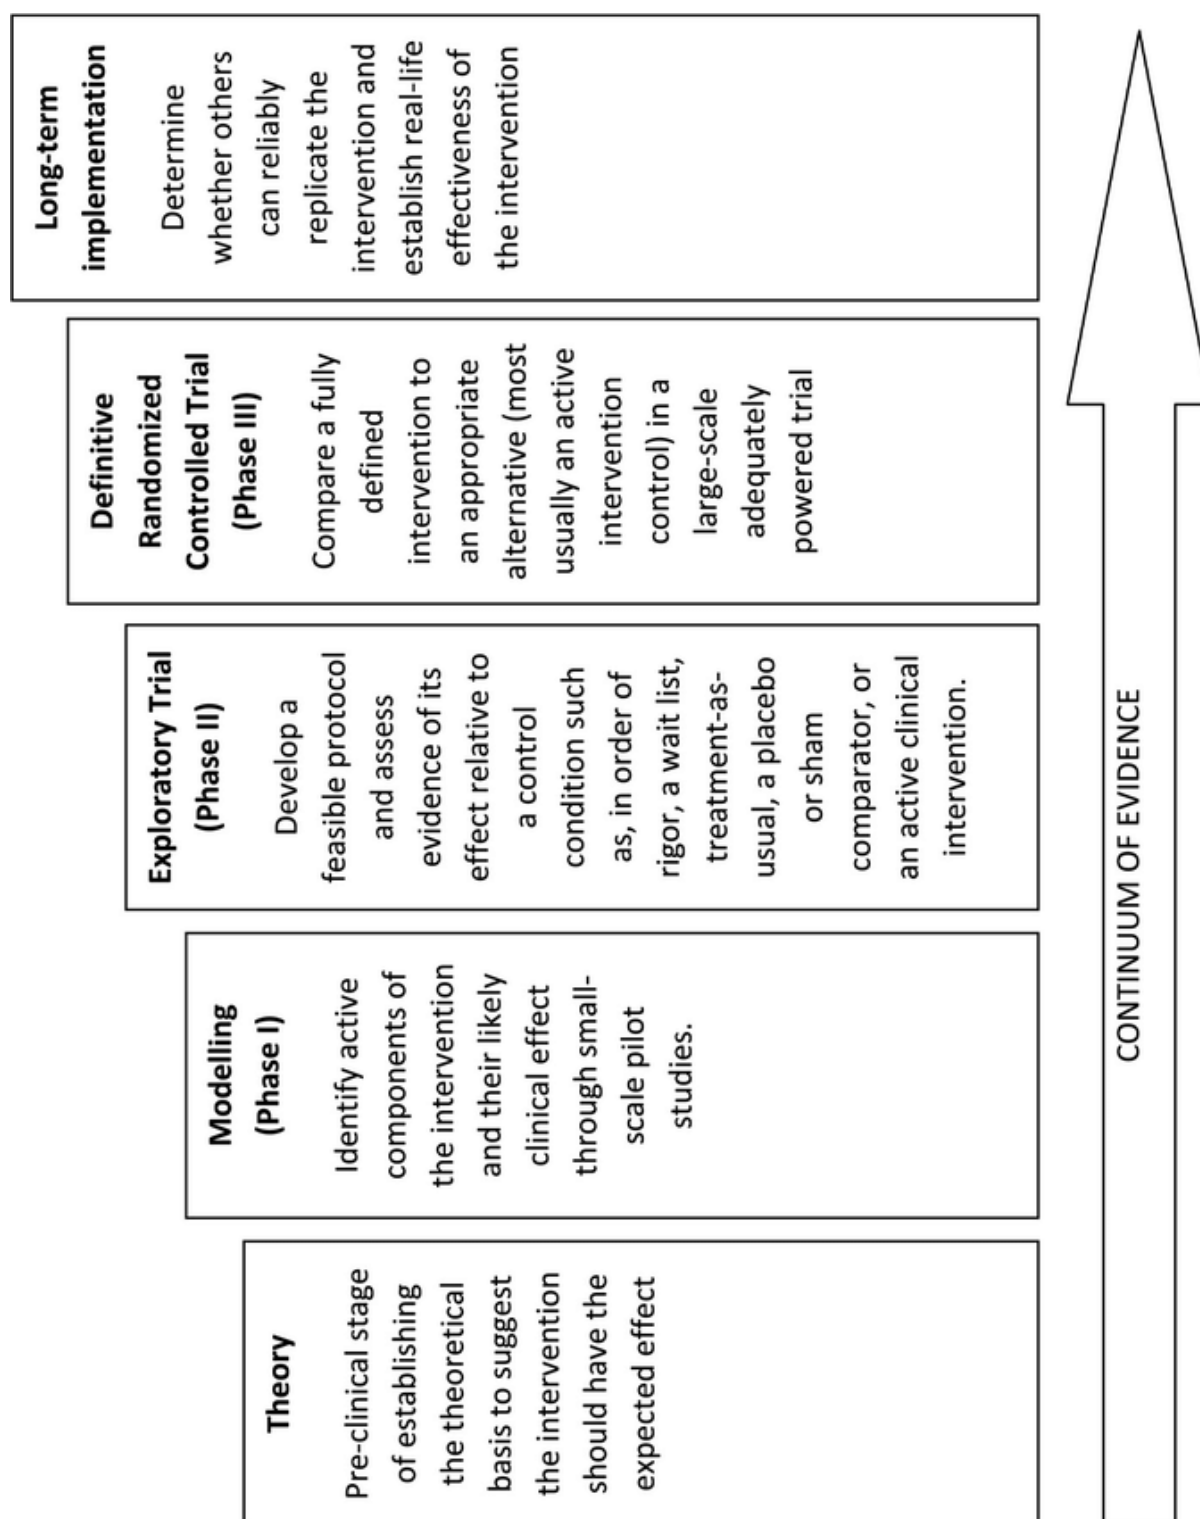 Theory
Pre-clinical stage
of establishing
the theoretical
basis to suggest
the intervention
should have the
expected effect
Modelling
(Phase I)
Identify active
components of
the intervention
and their likely
clinical effect
through small-
scale pilot
studies.
Exploratory Trial
(Phase II)
Develop a
feasible protocol
and assess
evidence of its
effect relative to
a control
condition such
as, in order of
rigor, a wait list,
treatment-as-
usual, a placebo
or sham
comparator, or
an active clinical
intervention.
Definitive
Randomized
Controlled Trial
(Phase III)
Compare a fully
defined
intervention to
an appropriate
alternative (most
usually an active
intervention
control) in a
large-scale
adequately
powered trial
Long-term
implementation
Determine
whether others
can reliably
replicate the
intervention and
establish real-life
effectiveness of
the intervention
CONTINUUM OF EVIDENCE